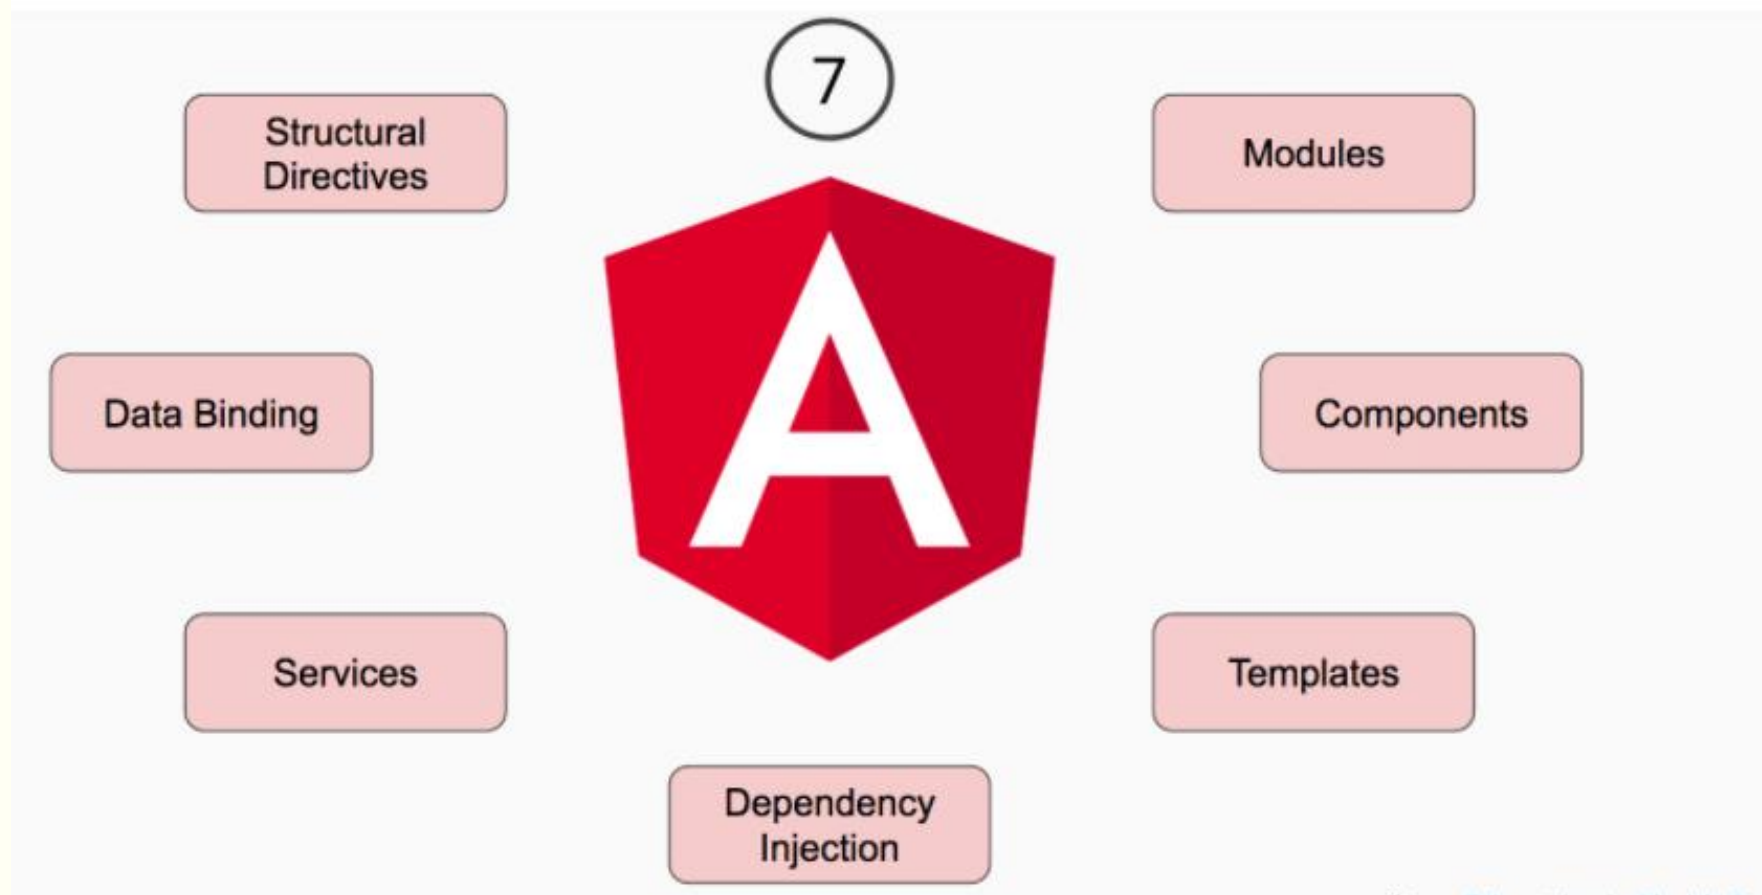 7
Structural
Directives
Modules
A
Data Binding
Components
Services
Templates
Dependency
Injection